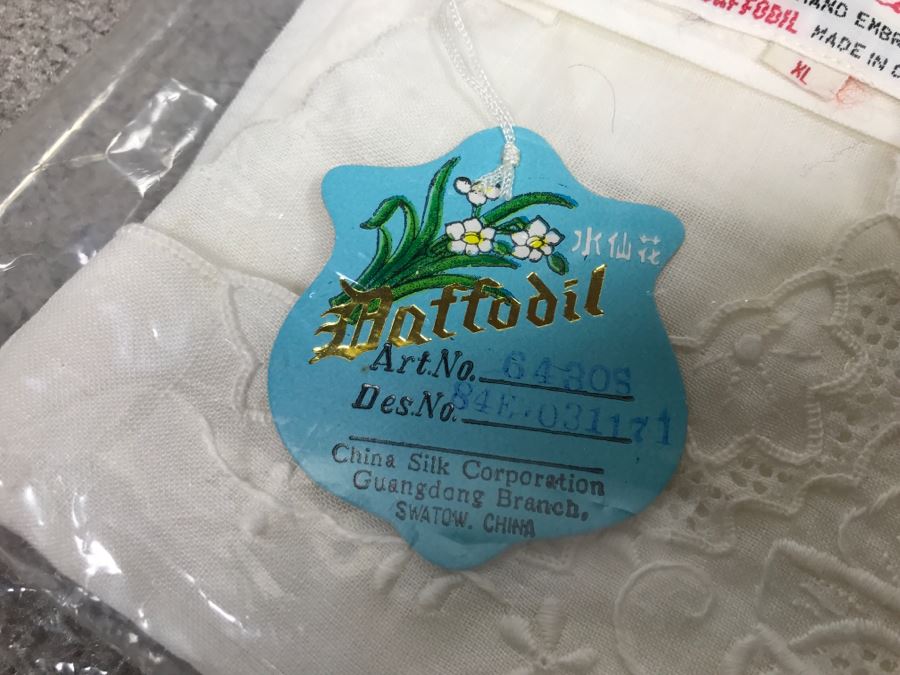 HAND EMBR
DAFFODIL MADE IN C
XL
水仙花
Daffodil
Art.No. 6430S
Des.No. 84E-031171
China Silk Corporation
Guangdong Branch,
SWATOW. CHINA